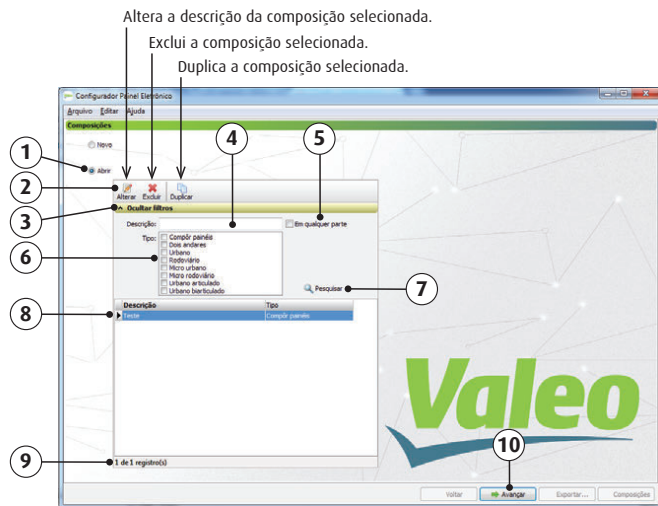 Altera a descrição da composição selecionada.
Exclui a composição selecionada.
Duplica a composição selecionada.
Configurador Painel Eletrônico
Arquivo Editar Ajuda
Composições
4
5
Novo
1
Abrir
2
Alterar Excluir Duplicar
3
Ocultar filtros
Descrição:
Em qualquer parte
Tipo:
Compôr painéis
Dois andares
Urbano
6
Rodoviário
Micro urbano
Micro rodoviário
Urbano articulado
Urbano biarticulado
Pesquisar
7
Descrição Tipo
8
Teste Compôr painéis
Valeo
10
9
1 de 1 registro(s)
Voltar Avançar Exportar... Composições